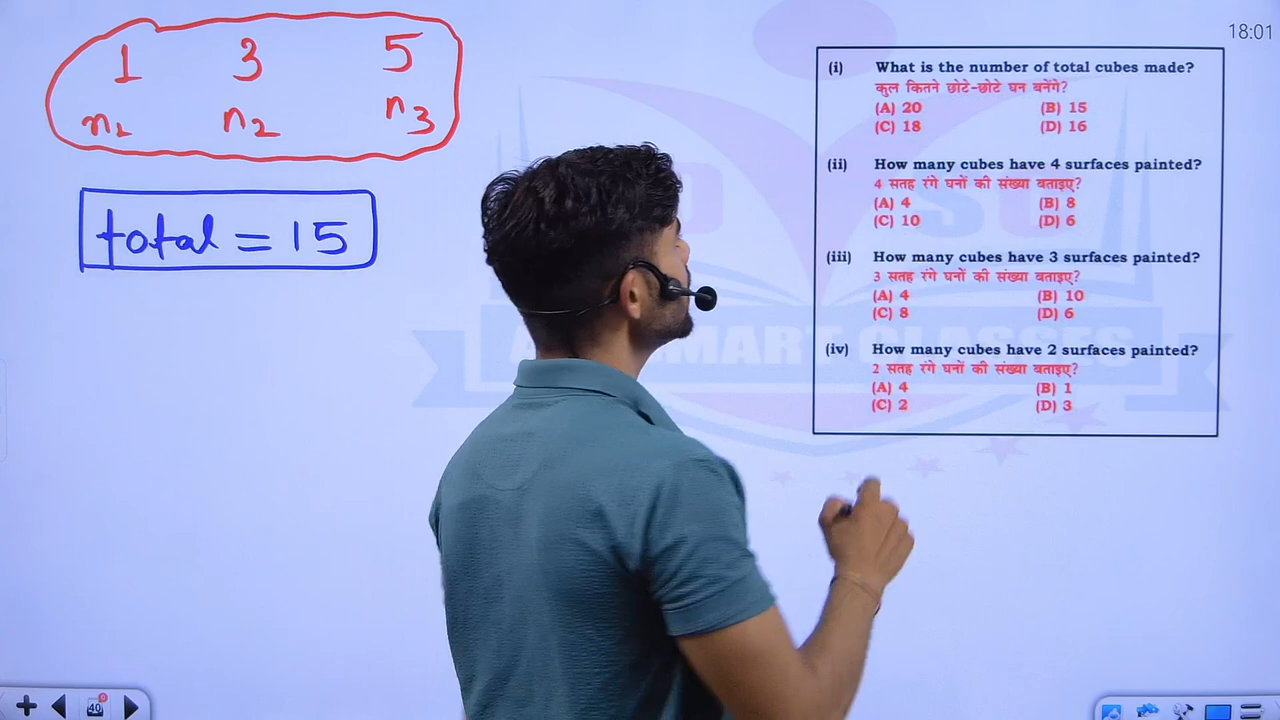 18:01
1 3 5
n₁ n₂ n₃
total = 15
(i) What is the number of total cubes made?
कुल कितने छोटे-छोटे घन बनेंगे?
(A) 20 (B) 15
(C) 18 (D) 16
(ii) How many cubes have 4 surfaces painted?
4 सतह रंगे घनों की संख्या बताइए?
(A) 4 (B) 8
(C) 10 (D) 6
(iii) How many cubes have 3 surfaces painted?
3 सतह रंगे घनों की संख्या बताइए?
(A) 4 (B) 10
(C) 8 (D) 6
(iv) How many cubes have 2 surfaces painted?
2 सतह रंगे घनों की संख्या बताइए?
(A) 4 (B) 1
(C) 2 (D) 3
40